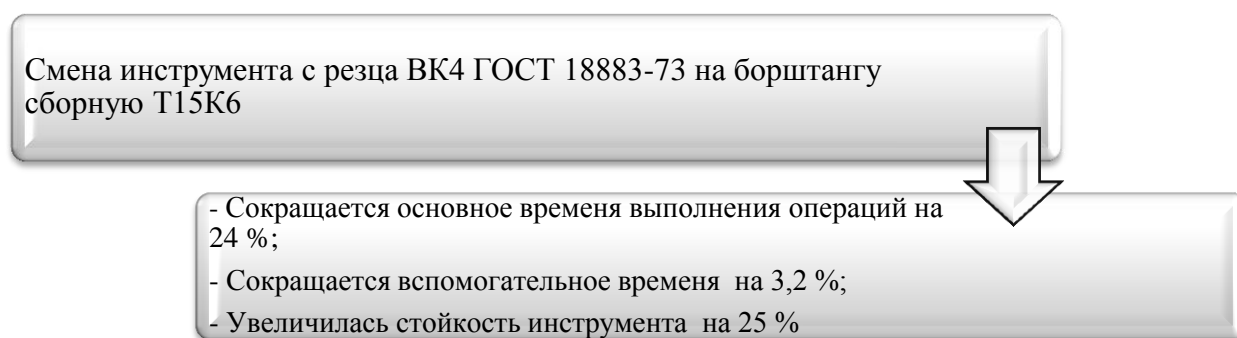 Смена инструмента с резца ВК4 ГОСТ 18883-73 на борштангу
сборную Т15К6
- Сокращается основное временя выполнения операций на
24 %;
- Сокращается вспомогательное временя  на 3,2 %;
- Увеличилась стойкость инструмента  на 25 %